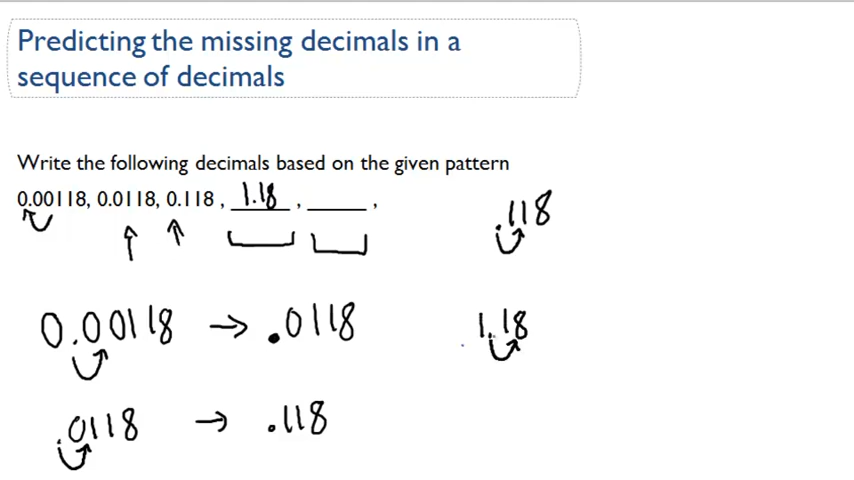 Predicting the missing decimals in a
sequence of decimals
Write the following decimals based on the given pattern
0.00118, 0.0118, 0.118 , 1.18 , ______ ,
.118
0.00118 → .0118
1.18
.0118 → .118